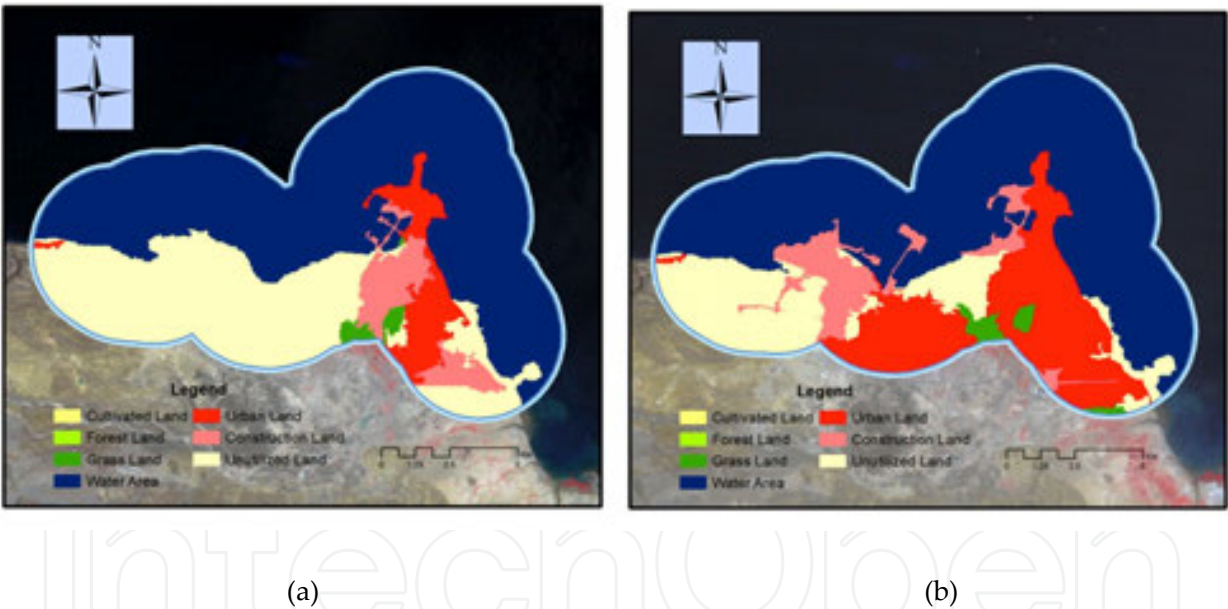 N
N
Legend
Cultivated Land
Urban Land
Forest Land
Construction Land
Grass Land
Unutilized Land
Water Area
Legend
Cultivated Land
Urban Land
Forest Land
Construction Land
Grass Land
Unutilized Land
Water Area
IntechOpen
(a) (b)